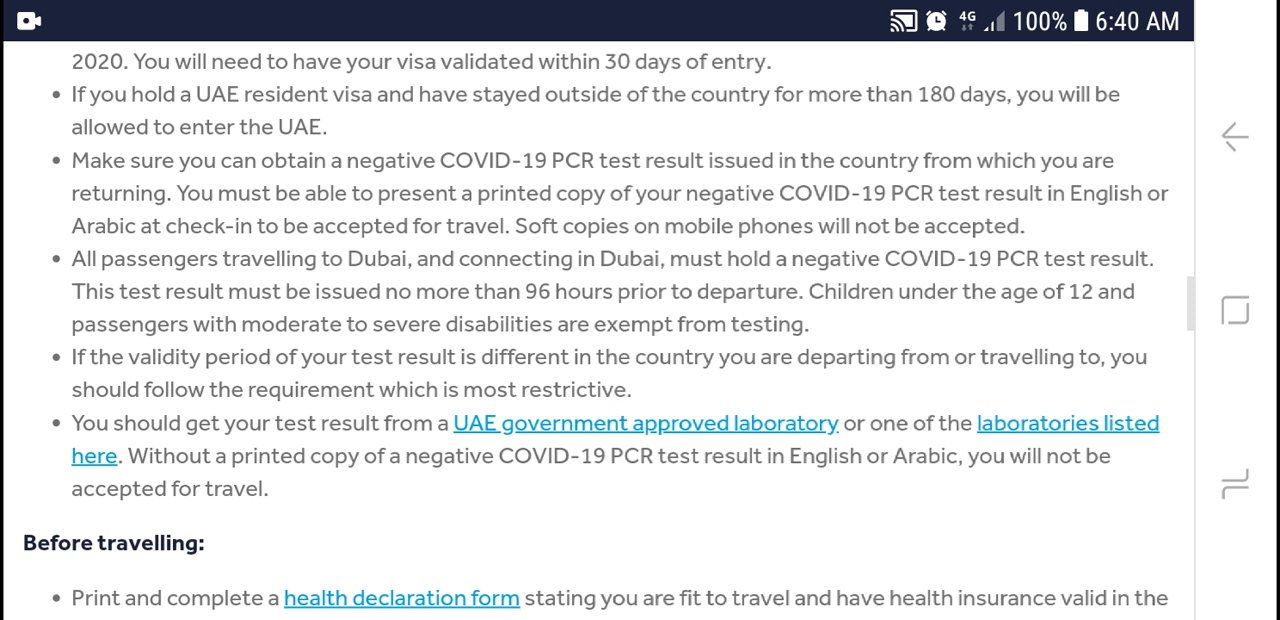 4G 100% 6:40 AM
2020. You will need to have your visa validated within 30 days of entry.
• If you hold a UAE resident visa and have stayed outside of the country for more than 180 days, you will be
allowed to enter the UAE.
• Make sure you can obtain a negative COVID-19 PCR test result issued in the country from which you are
returning. You must be able to present a printed copy of your negative COVID-19 PCR test result in English or
Arabic at check-in to be accepted for travel. Soft copies on mobile phones will not be accepted.
• All passengers travelling to Dubai, and connecting in Dubai, must hold a negative COVID-19 PCR test result.
This test result must be issued no more than 96 hours prior to departure. Children under the age of 12 and
passengers with moderate to severe disabilities are exempt from testing.
• If the validity period of your test result is different in the country you are departing from or travelling to, you
should follow the requirement which is most restrictive.
• You should get your test result from a UAE government approved laboratory or one of the laboratories listed
here. Without a printed copy of a negative COVID-19 PCR test result in English or Arabic, you will not be
accepted for travel.
Before travelling:
• Print and complete a health declaration form stating you are fit to travel and have health insurance valid in the